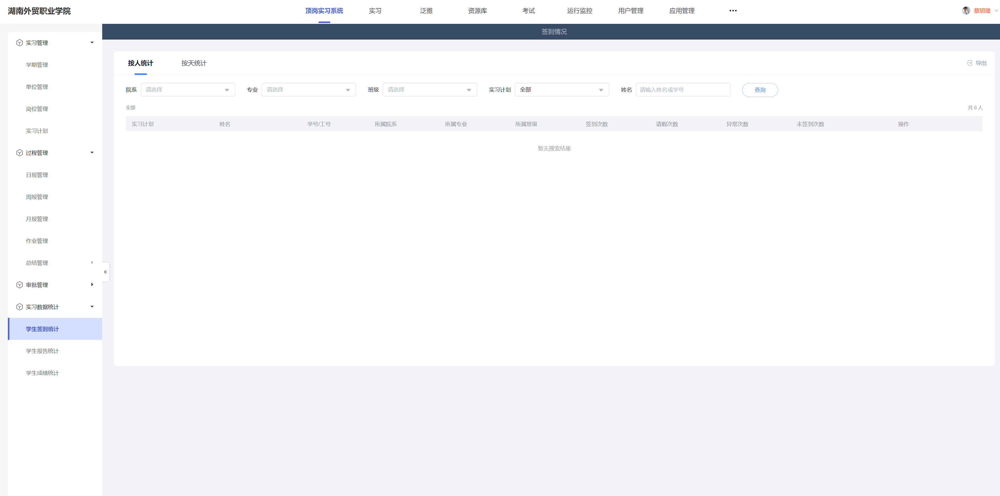 湖南外贸职业学院
顶岗实习系统 实习 泛雅 资源库 考试 运行监控 用户管理 应用管理 •••
蔡玥珑
实习管理
学期管理
单位管理
岗位管理
实习计划
过程管理
日报管理
周报管理
月报管理
作业管理
总结管理
审批管理
实习数据统计
学生签到统计
学生报告统计
学生成绩统计
签到情况
按人统计 按天统计 导出
院系 请选择 专业 请选择 班级 请选择 实习计划 全部 姓名 请输入姓名或学号 查询
全部 共 0 人
实习计划 姓名 学号/工号 所属院系 所属专业 所属班级 签到次数 请假次数 异常次数 未签到次数 操作
暂无搜索结果